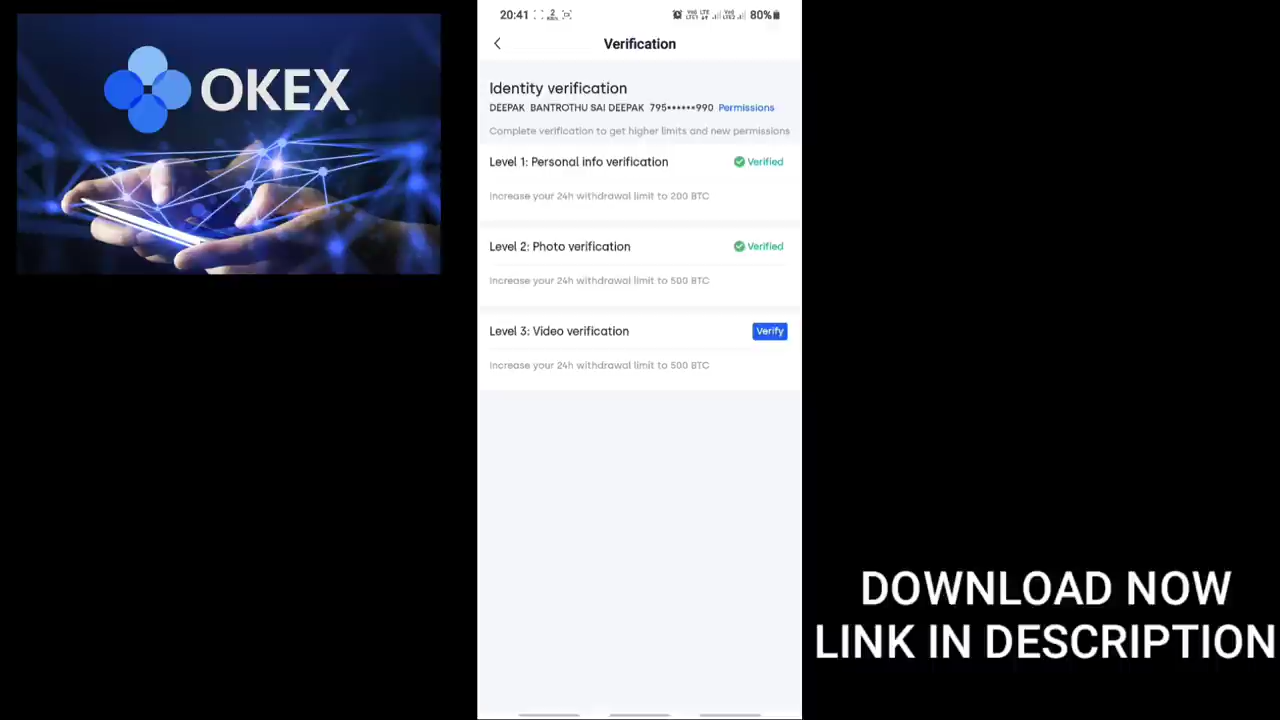 OKEX
20:41
80%
Verification
Identity verification
DEEPAK BANTROTHU SAI DEEPAK 795••••••990 Permissions
Complete verification to get higher limits and new permissions
Level 1: Personal info verification Verified
Increase your 24h withdrawal limit to 200 BTC
Level 2: Photo verification Verified
Increase your 24h withdrawal limit to 500 BTC
Level 3: Video verification Verify
Increase your 24h withdrawal limit to 500 BTC
DOWNLOAD NOW
LINK IN DESCRIPTION